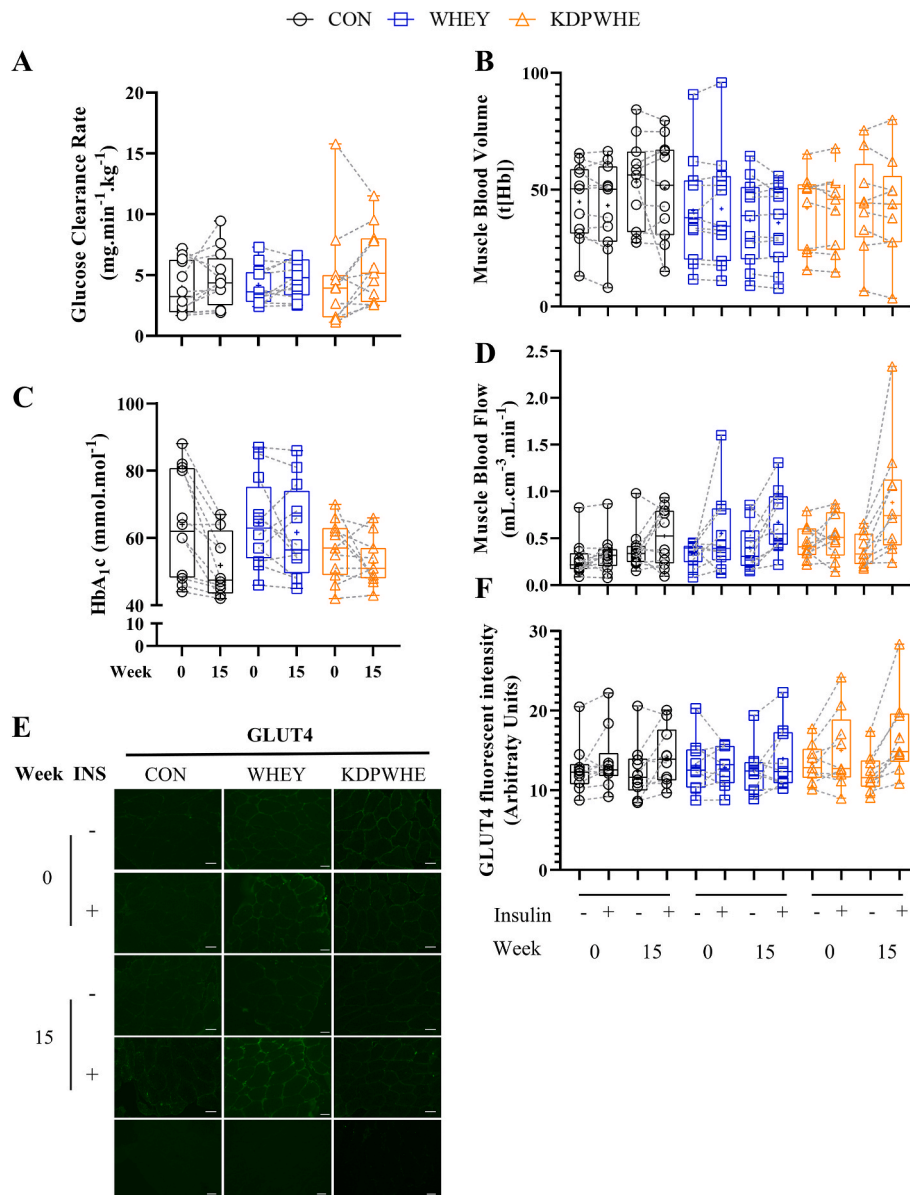 CON WHEY KDPWHE
A
Glucose Clearance Rate
(mg.min-1.kg-1)
20
15
10
5
0
B
Muscle Blood Volume
(t[Hb])
100
50
0
C
HbA1c (mmol.mol-1)
100
80
60
40
10
0
Week 0 15 0 15 0 15
D
Muscle Blood Flow
(mL.cm-3.min-1)
2.5
2.0
1.5
1.0
0.5
0.0
E
GLUT4
Week INS CON WHEY KDPWHE
-
0
+
-
15
+
F
GLUT4 fluorescent intensity
(Arbitraty Units)
30
20
10
0
Insulin - + - + - + - + - + - +
Week 0 15 0 15 0 15